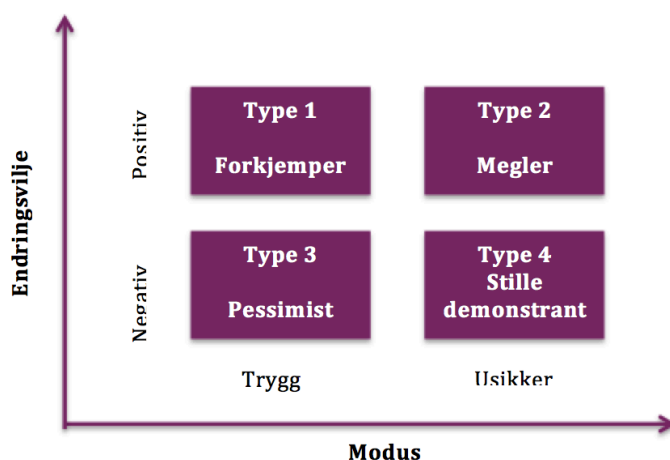 Endringsvilje
Positiv
Type 1
Forkjemper
Type 2
Megler
Negativ
Type 3
Pessimist
Type 4
Stille
demonstrant
Trygg
Usikker
Modus